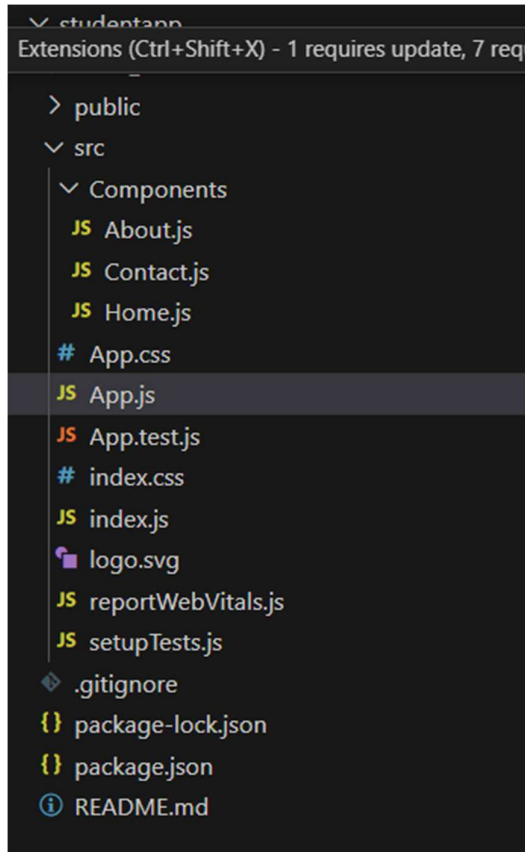 studentapp
Extensions (Ctrl+Shift+X) - 1 requires update, 7 req
public
src
Components
JS About.js
JS Contact.js
JS Home.js
# App.css
JS App.js
JS App.test.js
# index.css
JS index.js
logo.svg
JS reportWebVitals.js
JS setupTests.js
.gitignore
{} package-lock.json
{} package.json
README.md